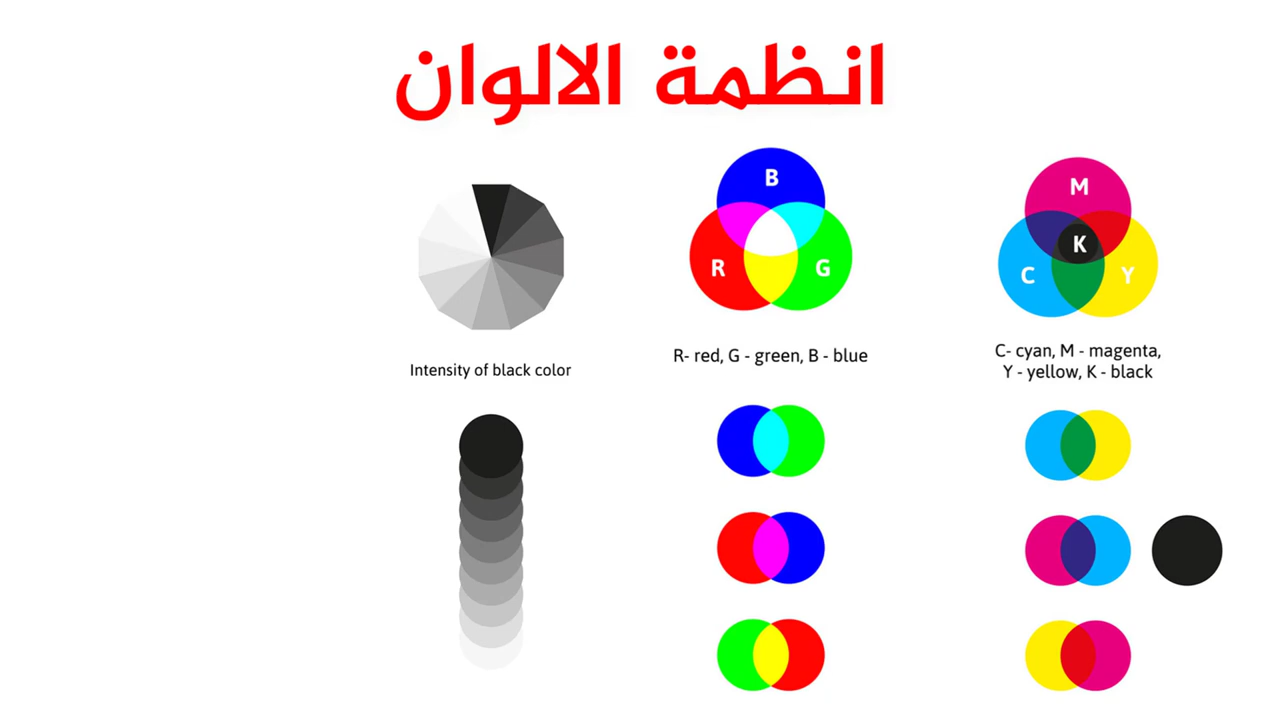 انظمة الالوان
B
R
G
M
K
C
Y
Intensity of black color
R- red, G - green, B - blue
C- cyan, M - magenta,
Y - yellow, K - black